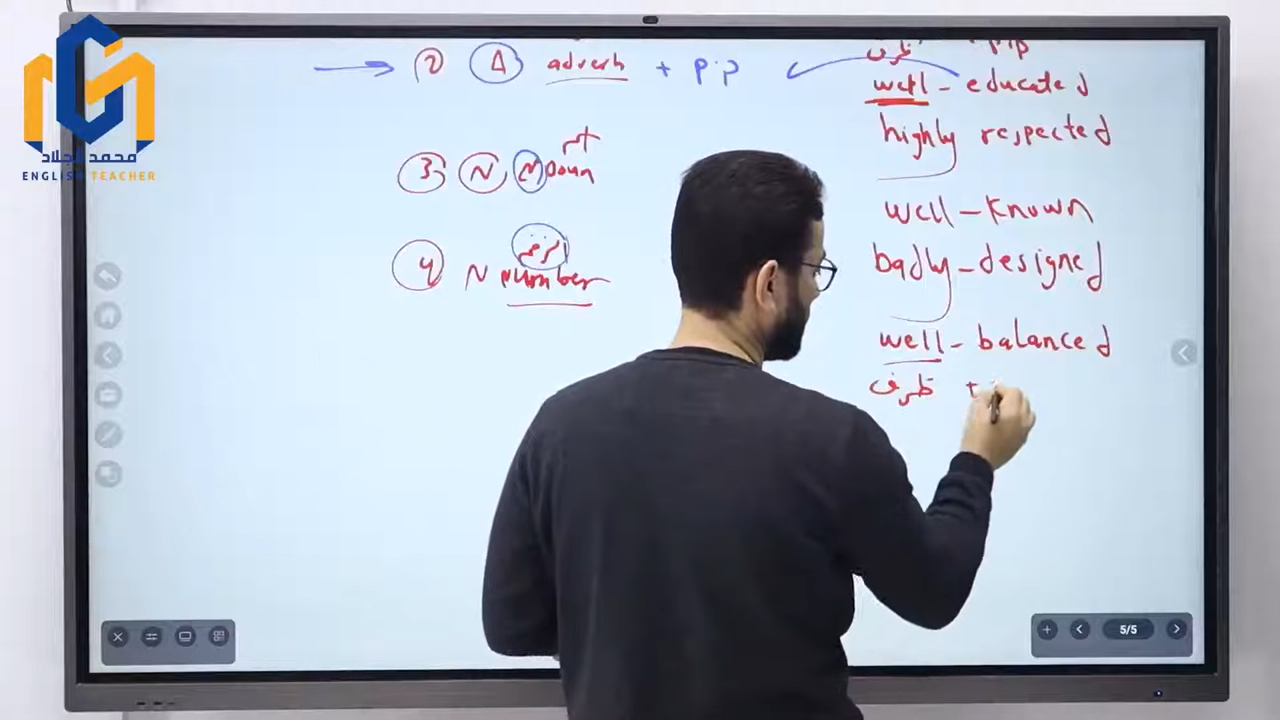 محمد الجلاد
ENGLISH TEACHER
2 A adverb + p.p
3 N Noun
4 N Number
ظرف + p.p
well - educated
highly respected
well - known
badly - designed
well - balanced
ظرف +
5/5